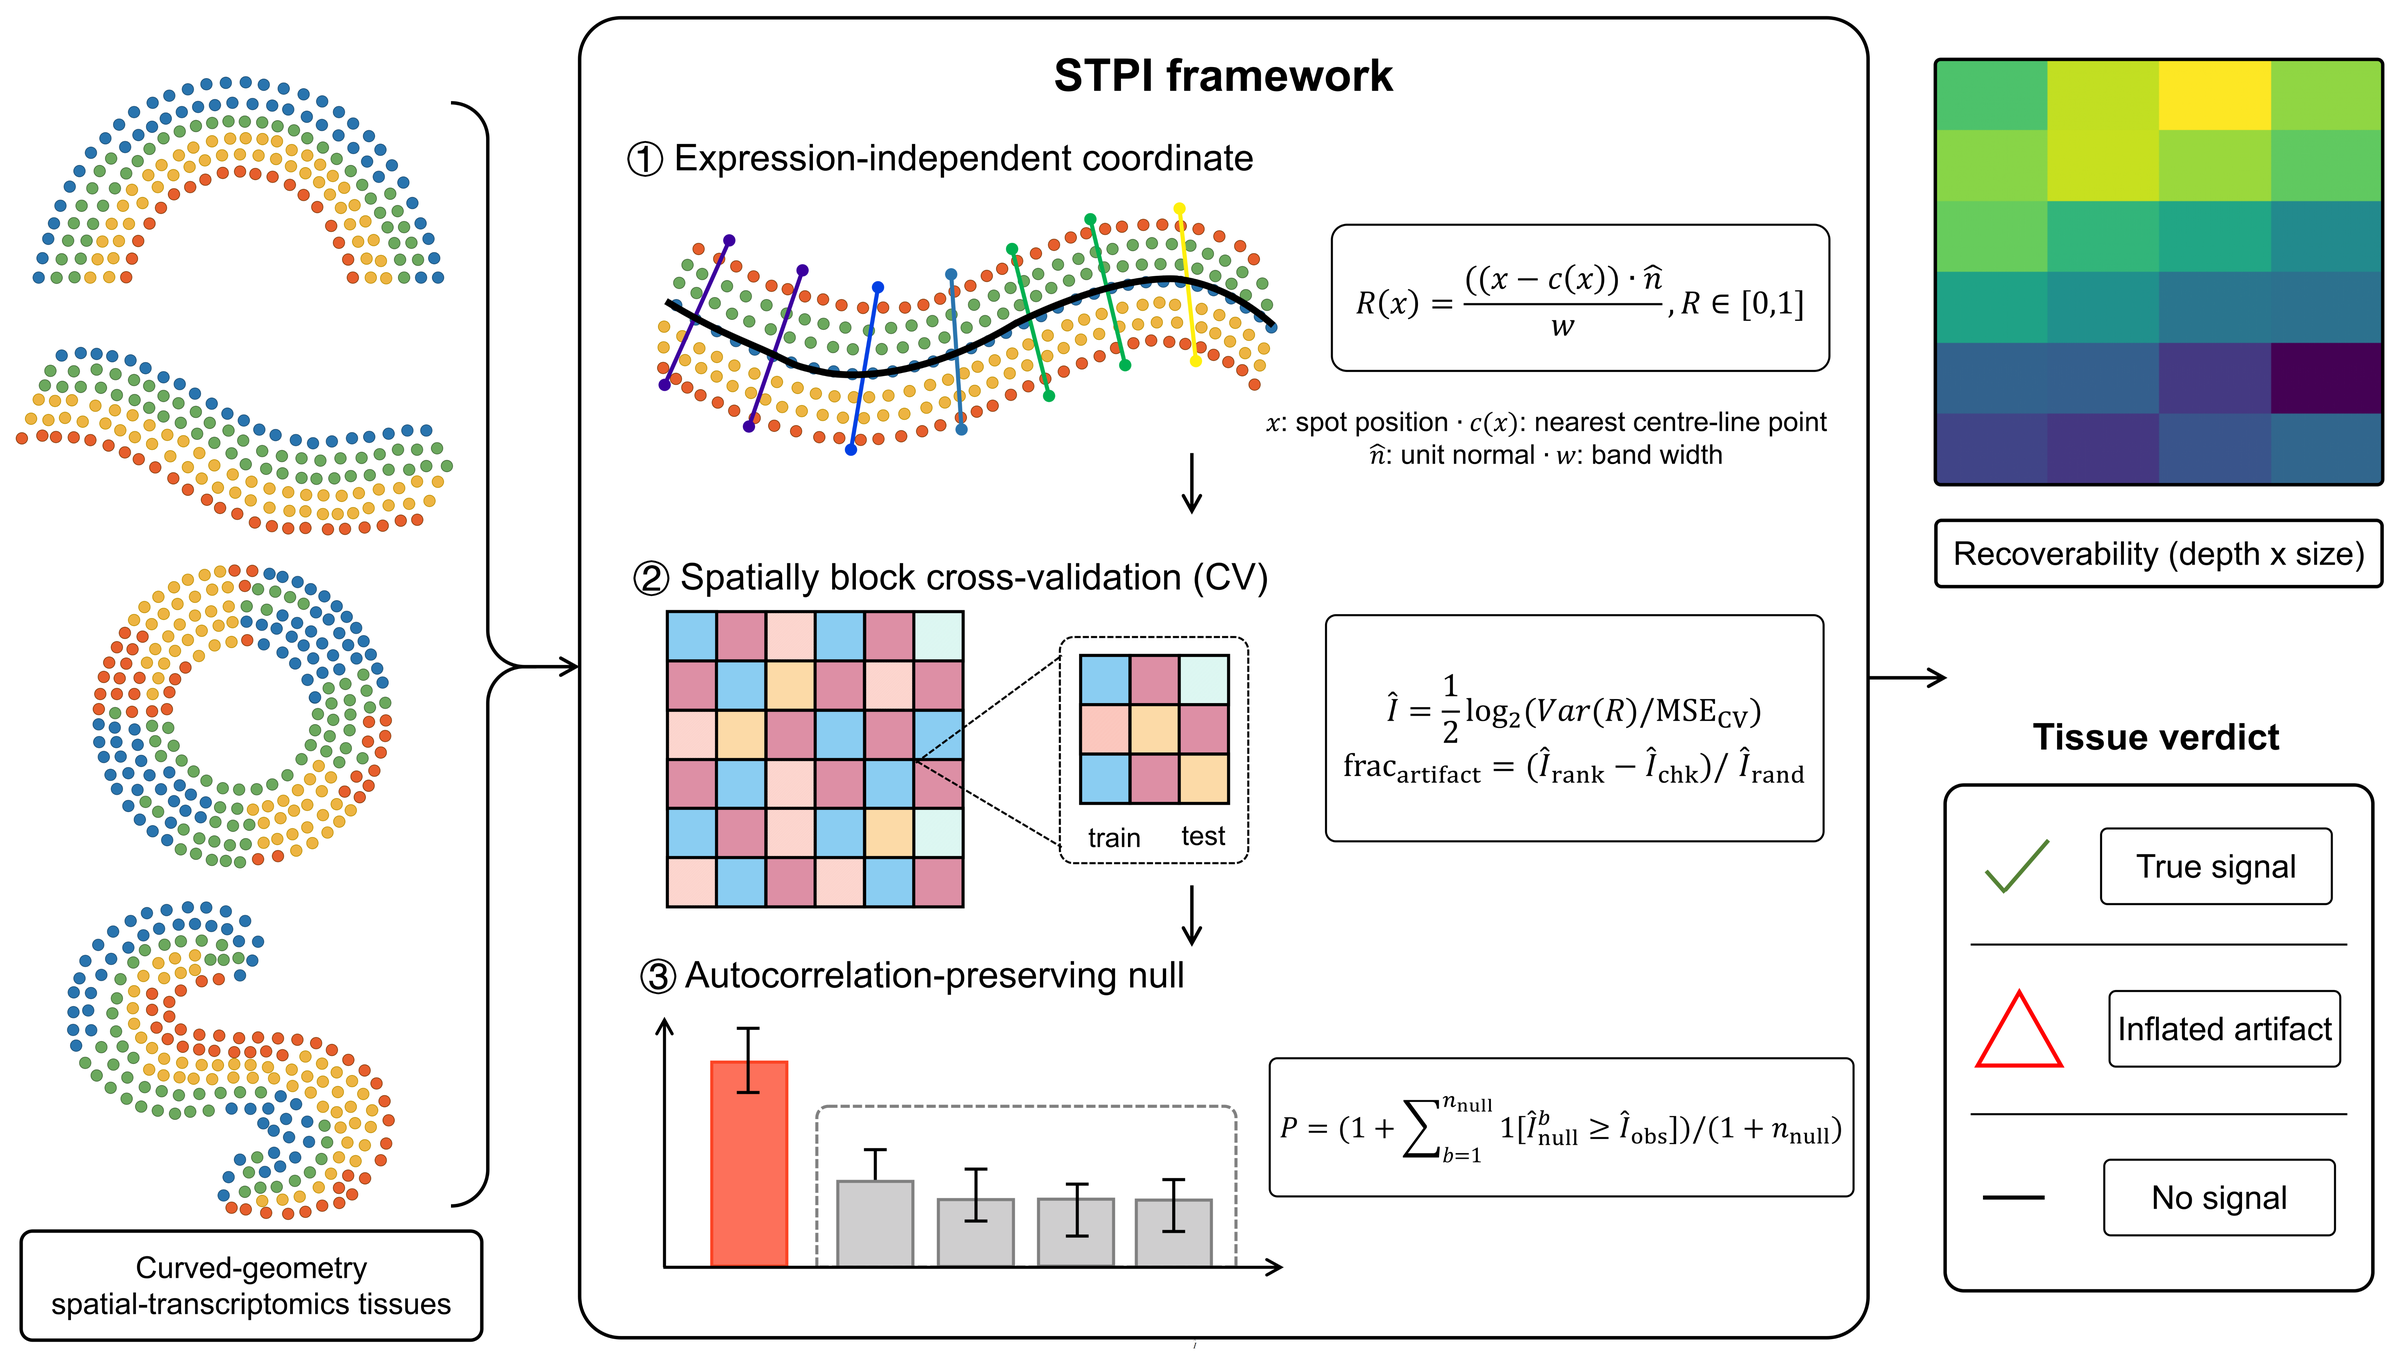 STPI framework
① Expression-independent coordinate
R(x) = ((x − c(x)) · n̂ / w, R ∈ [0,1]
x: spot position · c(x): nearest centre-line point
n̂: unit normal · w: band width
② Spatially block cross-validation (CV)
train test
Î = 1/2 log₂(Var(R)/MSE_CV)
frac_artifact = (Î_rank − Î_chk)/ Î_rand
③ Autocorrelation-preserving null
P = (1 + ∑_{b=1}^{n_null} 1[Î^b_null ≥ Î_obs])/(1 + n_null)
Curved-geometry
spatial-transcriptomics tissues
Recoverability (depth x size)
Tissue verdict
True signal
Inflated artifact
No signal